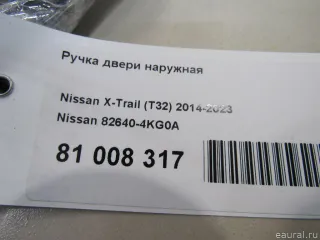 Ручка двери наружная
Nissan X-Trail (T32) 2014-2023
Nissan 82640-4KG0A
81 008 317
eaural.ru